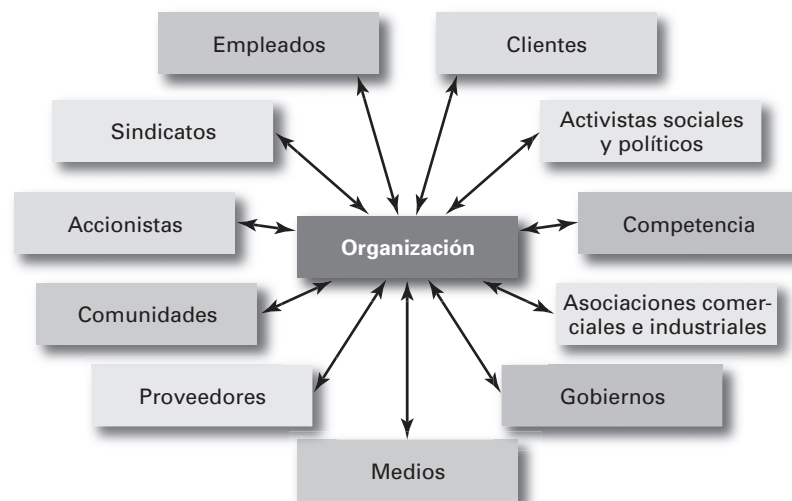 Empleados
Clientes
Sindicatos
Activistas sociales
y políticos
Accionistas
Organización
Competencia
Comunidades
Asociaciones comer-
ciales e industriales
Proveedores
Gobiernos
Medios